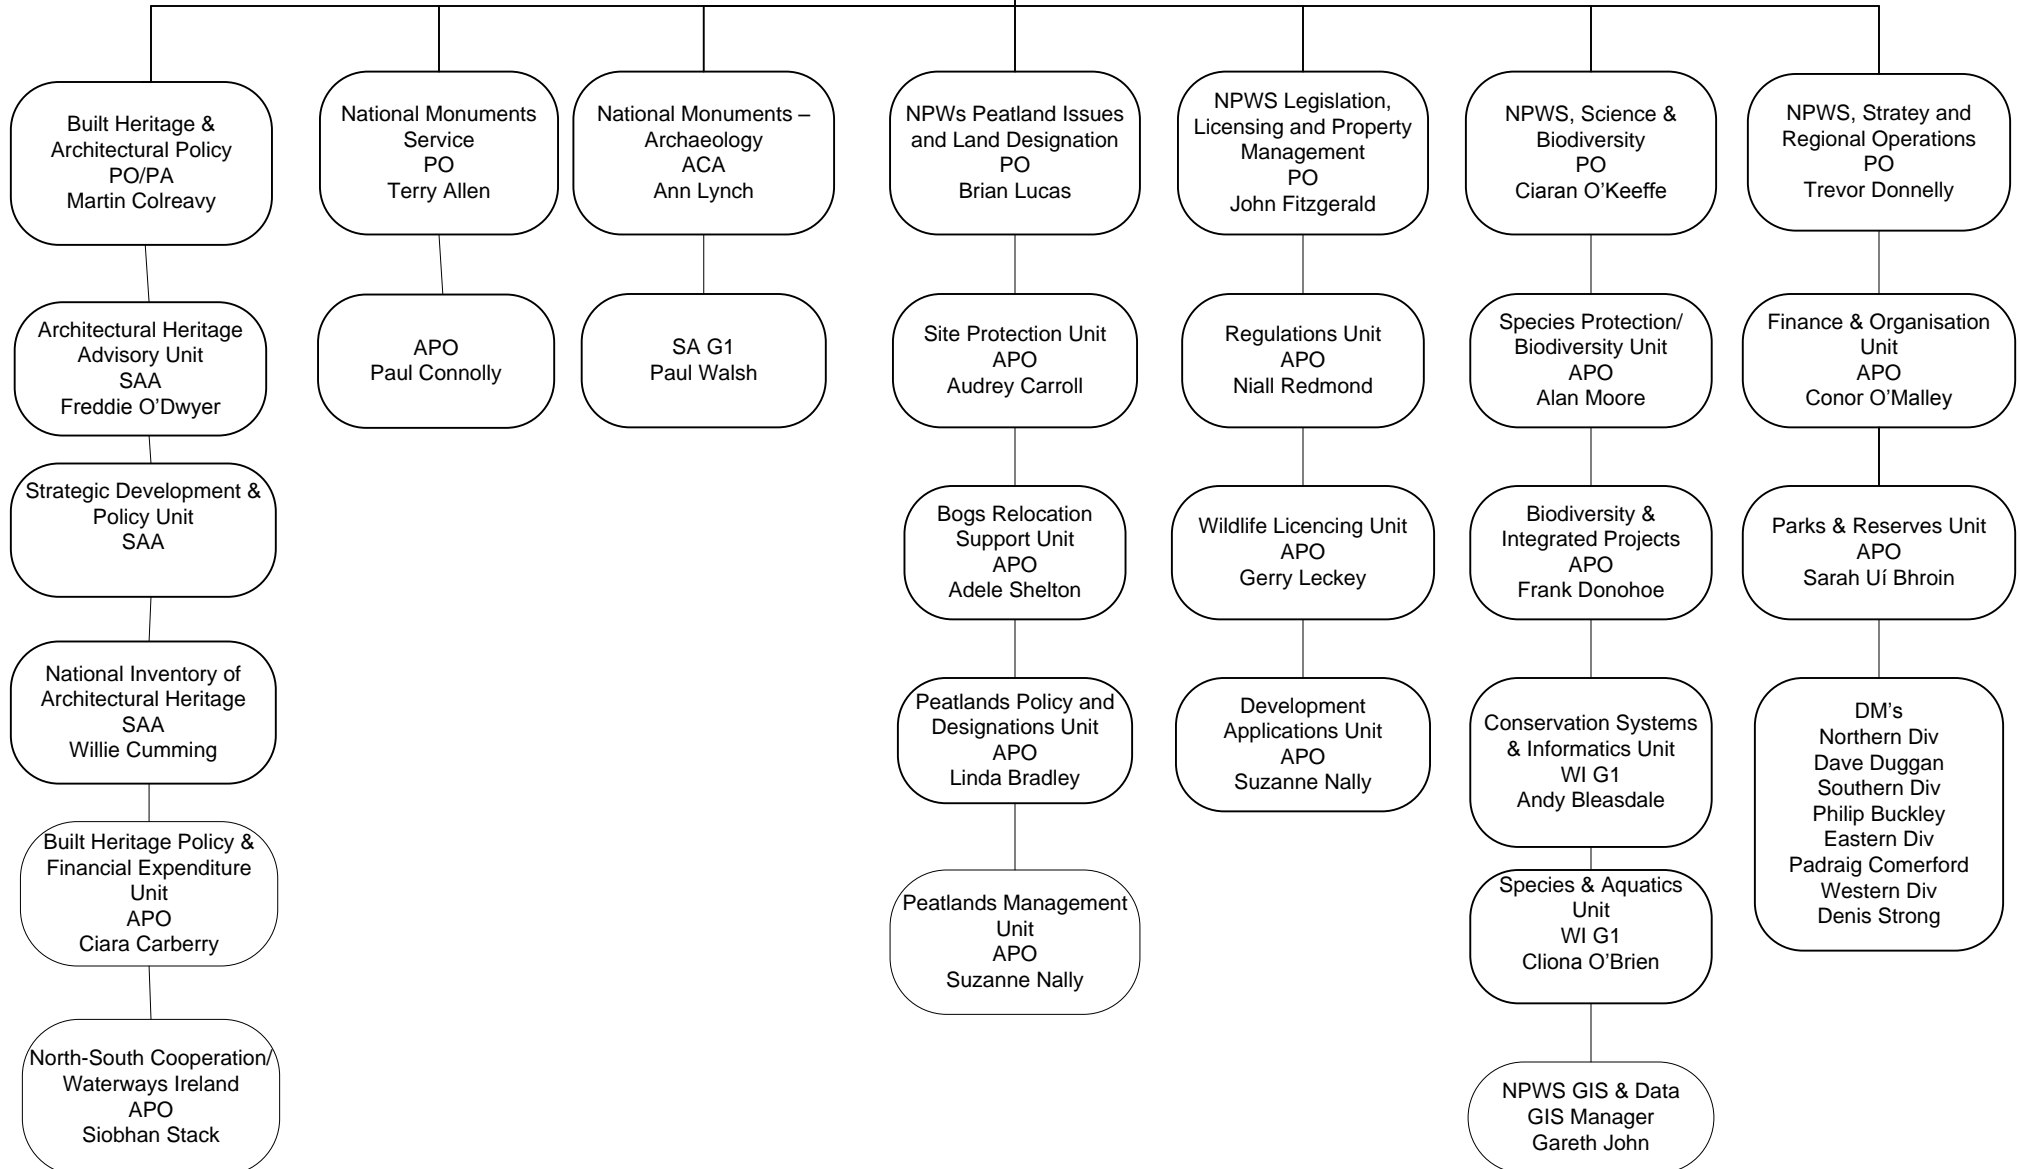 Built Heritage &
Architectural Policy
PO/PA
Martin Colreavy
Architectural Heritage
Advisory Unit
SAA
Freddie O'Dwyer
Strategic Development &
Policy Unit
SAA
National Inventory of
Architectural Heritage
SAA
Willie Cumming
Built Heritage Policy &
Financial Expenditure
Unit
APO
Ciara Carberry
North-South Cooperation/
Waterways Ireland
APO
Siobhan Stack
National Monuments
Service
PO
Terry Allen
APO
Paul Connolly
National Monuments –
Archaeology
ACA
Ann Lynch
SA G1
Paul Walsh
NPWs Peatland Issues
and Land Designation
PO
Brian Lucas
Site Protection Unit
APO
Audrey Carroll
Bogs Relocation
Support Unit
APO
Adele Shelton
Peatlands Policy and
Designations Unit
APO
Linda Bradley
Peatlands Management
Unit
APO
Suzanne Nally
NPWS Legislation,
Licensing and Property
Management
PO
John Fitzgerald
Regulations Unit
APO
Niall Redmond
Wildlife Licencing Unit
APO
Gerry Leckey
Development
Applications Unit
APO
Suzanne Nally
NPWS, Science &
Biodiversity
PO
Ciaran O'Keeffe
Species Protection/
Biodiversity Unit
APO
Alan Moore
Biodiversity &
Integrated Projects
APO
Frank Donohoe
Conservation Systems
& Informatics Unit
WI G1
Andy Bleasdale
Species & Aquatics
Unit
WI G1
Cliona O'Brien
NPWS GIS & Data
GIS Manager
Gareth John
NPWS, Stratey and
Regional Operations
PO
Trevor Donnelly
Finance & Organisation
Unit
APO
Conor O'Malley
Parks & Reserves Unit
APO
Sarah Uí Bhroin
DM's
Northern Div
Dave Duggan
Southern Div
Philip Buckley
Eastern Div
Padraig Comerford
Western Div
Denis Strong